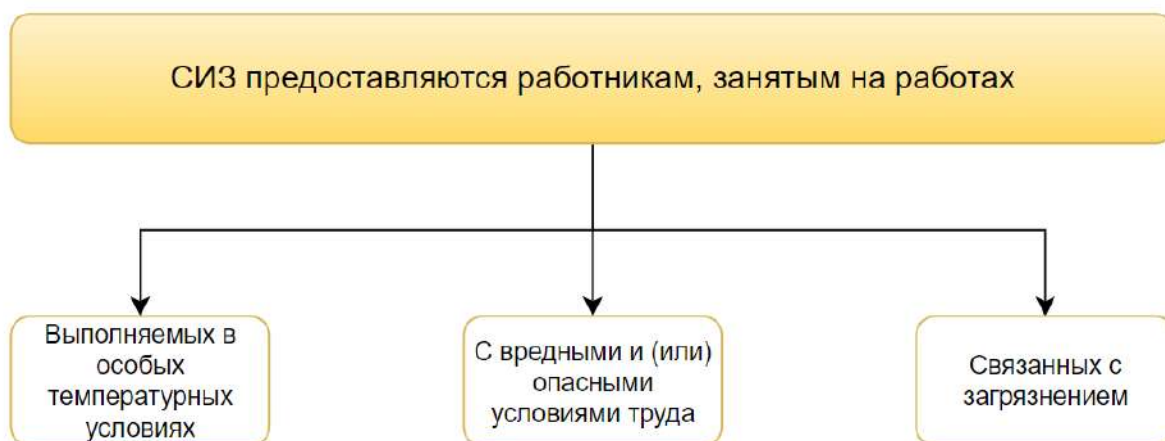 СИЗ предоставляются работникам, занятым на работах
Выполняемых в
особых
температурных
условиях
С вредными и (или)
опасными
условиями труда
Связанных с
загрязнением